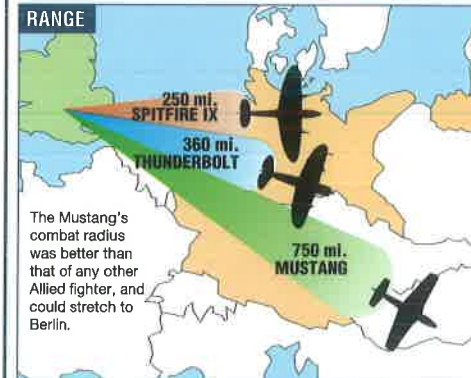 RANGE
250 mi.
SPITFIRE IX
360 mi.
THUNDERBOLT
750 mi.
MUSTANG
The Mustang's
combat radius
was better than
that of any other
Allied fighter, and
could stretch to
Berlin.